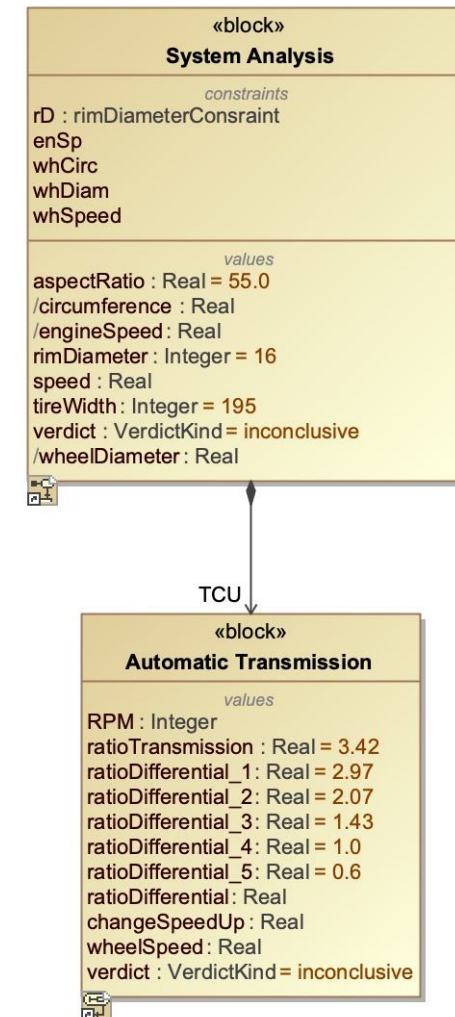 «block»
System Analysis
constraints
rD : rimDiameterConsraint
enSp
whCirc
whDiam
whSpeed
values
aspectRatio : Real = 55.0
/circumference : Real
/engineSpeed : Real
rimDiameter : Integer = 16
speed : Real
tireWidth : Integer = 195
verdict : VerdictKind = inconclusive
/wheelDiameter : Real
TCU
«block»
Automatic Transmission
values
RPM : Integer
ratioTransmission : Real = 3.42
ratioDifferential_1 : Real = 2.97
ratioDifferential_2 : Real = 2.07
ratioDifferential_3 : Real = 1.43
ratioDifferential_4 : Real = 1.0
ratioDifferential_5 : Real = 0.6
ratioDifferential : Real
changeSpeedUp : Real
wheelSpeed : Real
verdict : VerdictKind = inconclusive